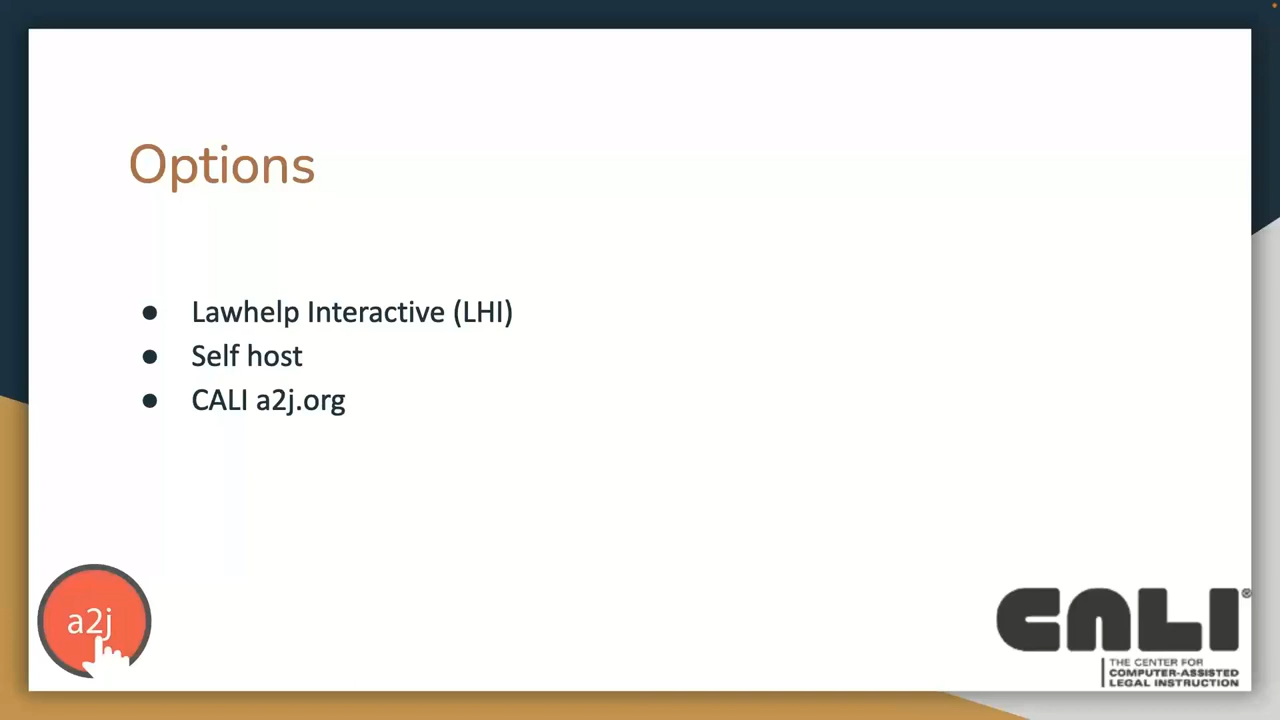 Options
● Lawhelp Interactive (LHI)
● Self host
● CALI a2j.org
a2j
CALI®
THE CENTER FOR
COMPUTER-ASSISTED
LEGAL INSTRUCTION